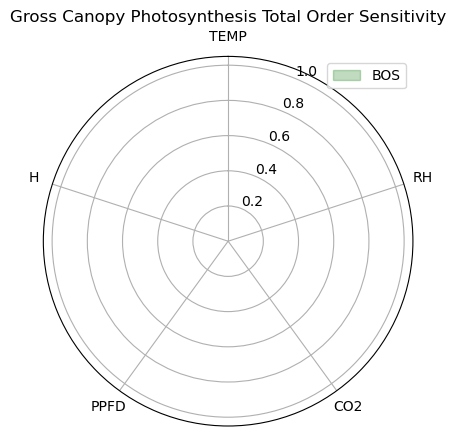 Gross Canopy Photosynthesis Total Order Sensitivity
TEMP
1.0
BOS
0.8
0.6
H
0.4
RH
0.2
PPFD
CO2